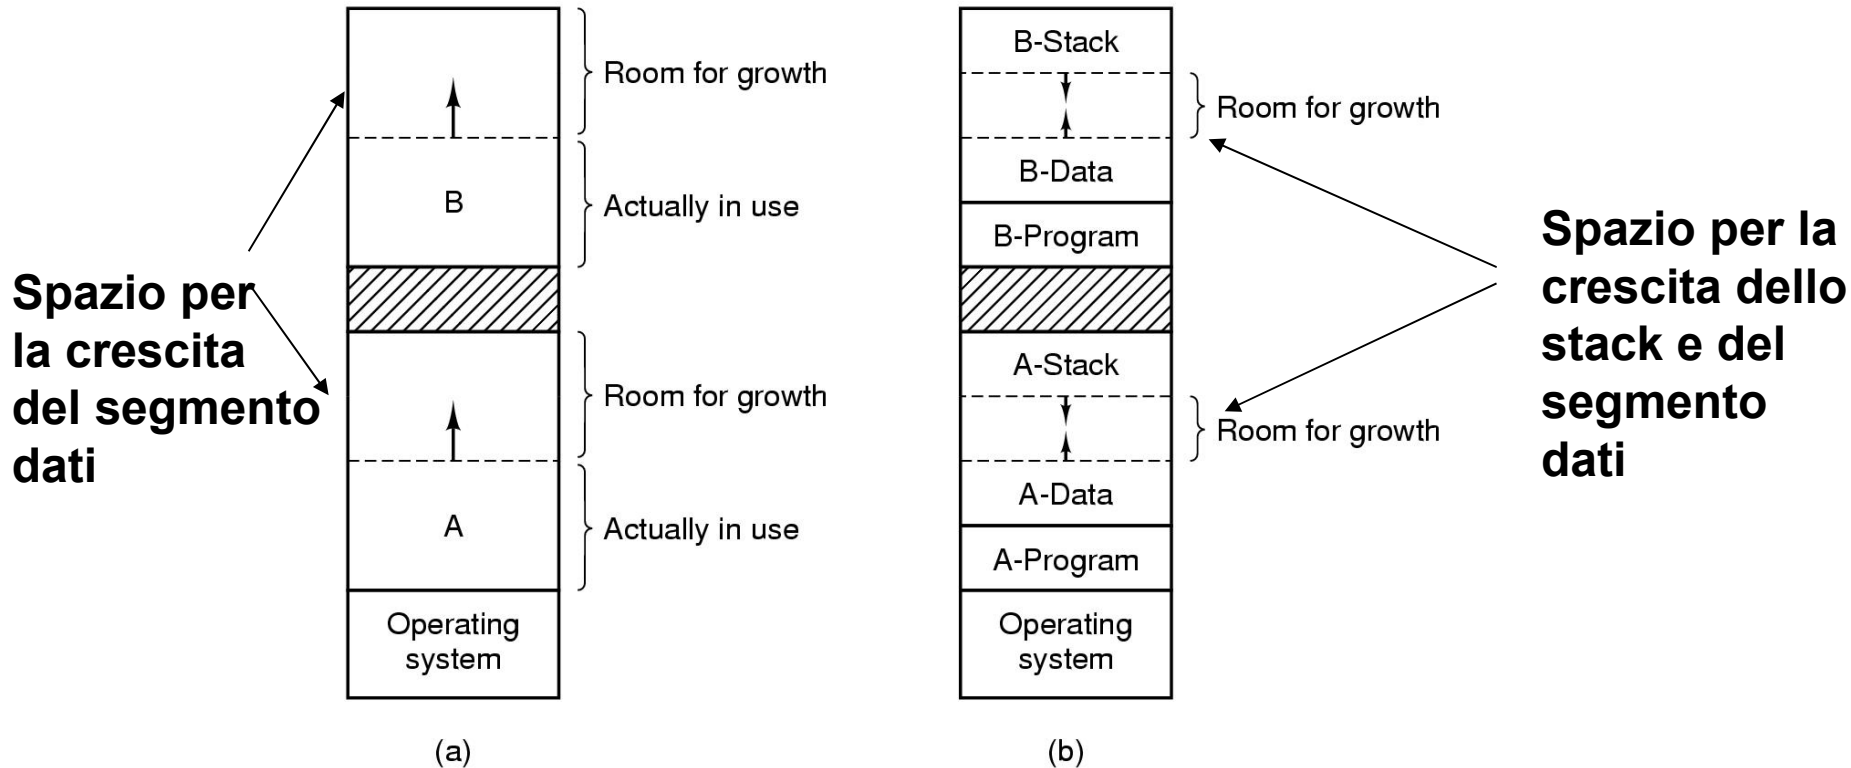 Spazio per
la crescita
del segmento
dati
Room for growth
B
Actually in use
Room for growth
A
Actually in use
Operating
system
(a)
B-Stack
Room for growth
B-Data
B-Program
A-Stack
Room for growth
A-Data
A-Program
Operating
system
(b)
Spazio per la
crescita dello
stack e del
segmento
dati